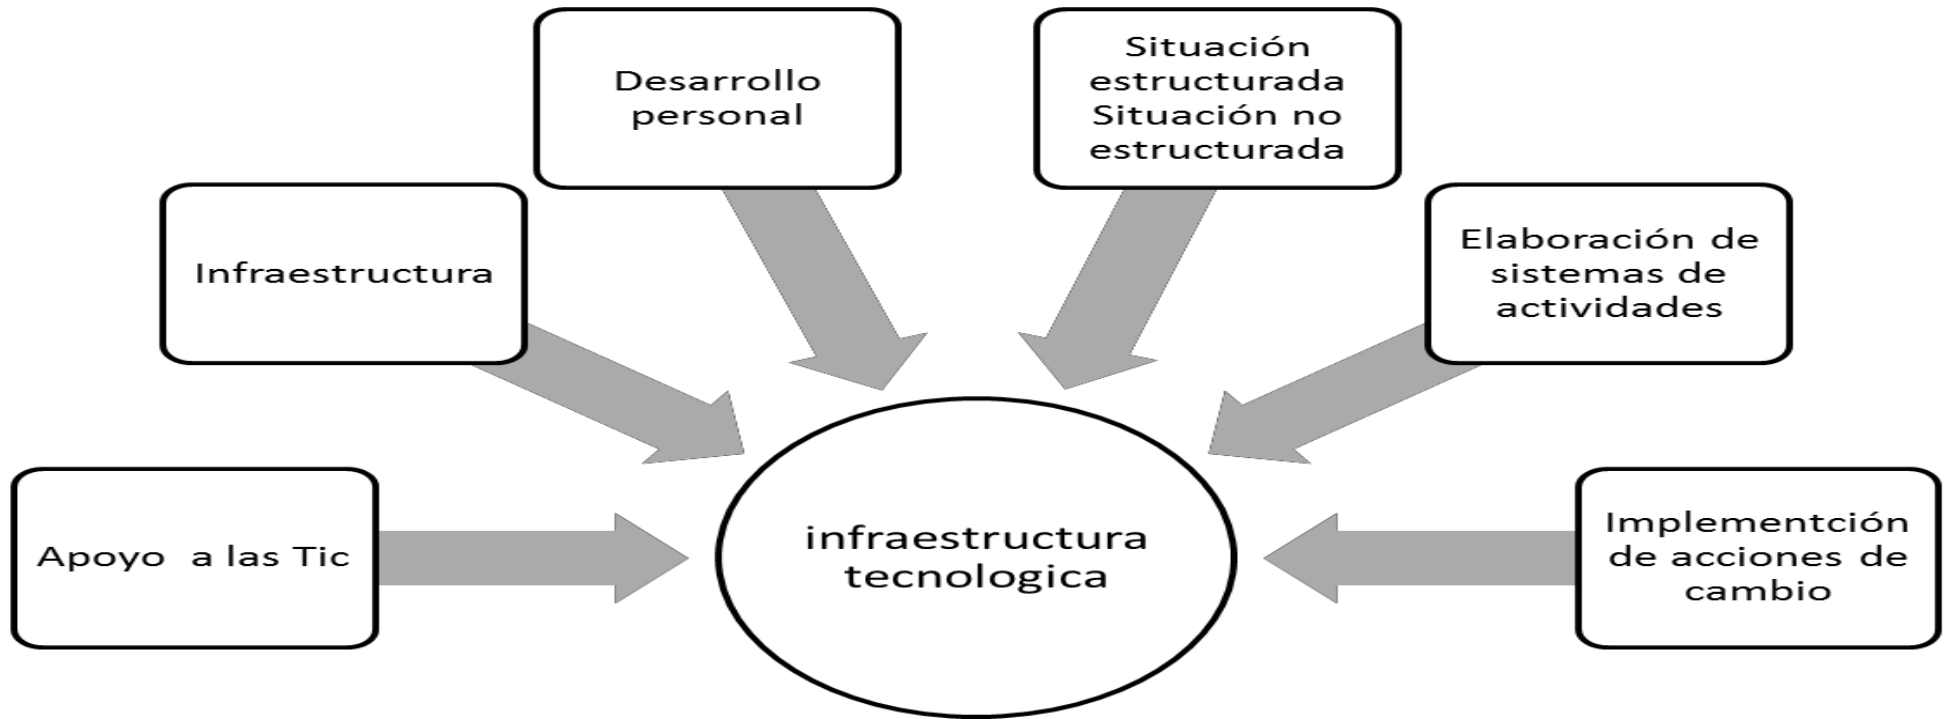 Desarrollo
personal
Situación
estructurada
Situación no
estructurada
Infraestructura
Elaboración de
sistemas de
actividades
Apoyo  a las Tic
infraestructura
tecnologica
Implementción
de acciones de
cambio